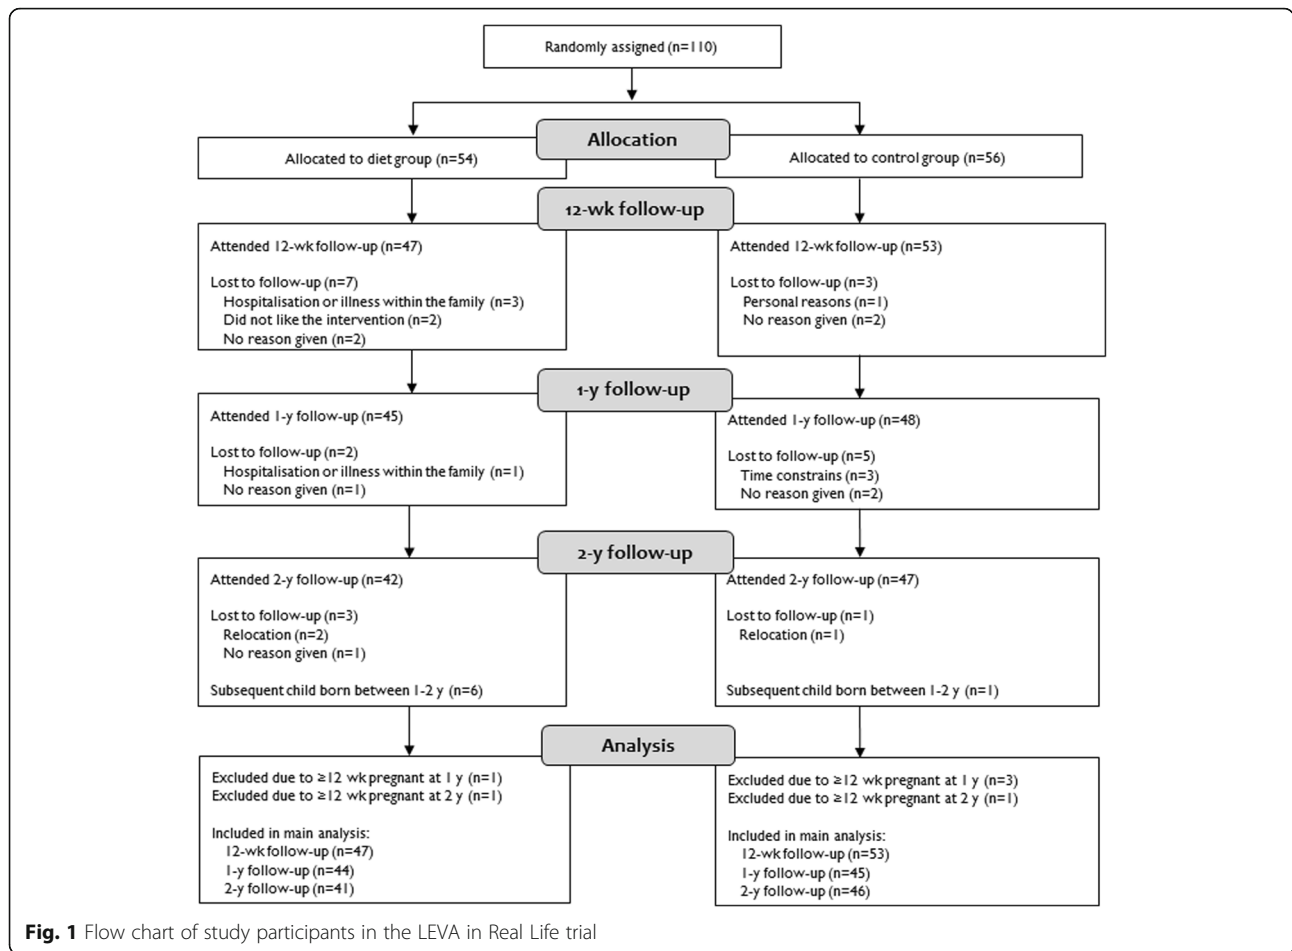 Randomly assigned (n=110)
Allocation
Allocated to diet group (n=54)
Allocated to control group (n=56)
12-wk follow-up
Attended 12-wk follow-up (n=47)
Lost to follow-up (n=7)
Hospitalisation or illness within the family (n=3)
Did not like the intervention (n=2)
No reason given (n=2)
Attended 12-wk follow-up (n=53)
Lost to follow-up (n=3)
Personal reasons (n=1)
No reason given (n=2)
1-y follow-up
Attended 1-y follow-up (n=45)
Lost to follow-up (n=2)
Hospitalisation or illness within the family (n=1)
No reason given (n=1)
Attended 1-y follow-up (n=48)
Lost to follow-up (n=5)
Time constrains (n=3)
No reason given (n=2)
2-y follow-up
Attended 2-y follow-up (n=42)
Lost to follow-up (n=3)
Relocation (n=2)
No reason given (n=1)
Subsequent child born between 1-2 y (n=6)
Attended 2-y follow-up (n=47)
Lost to follow-up (n=1)
Relocation (n=1)
Subsequent child born between 1-2 y (n=1)
Analysis
Excluded due to ≥12 wk pregnant at 1 y (n=1)
Excluded due to ≥12 wk pregnant at 2 y (n=1)
Included in main analysis:
12-wk follow-up (n=47)
1-y follow-up (n=44)
2-y follow-up (n=41)
Excluded due to ≥12 wk pregnant at 1 y (n=3)
Excluded due to ≥12 wk pregnant at 2 y (n=1)
Included in main analysis:
12-wk follow-up (n=53)
1-y follow-up (n=45)
2-y follow-up (n=46)
Fig. 1 Flow chart of study participants in the LEVA in Real Life trial